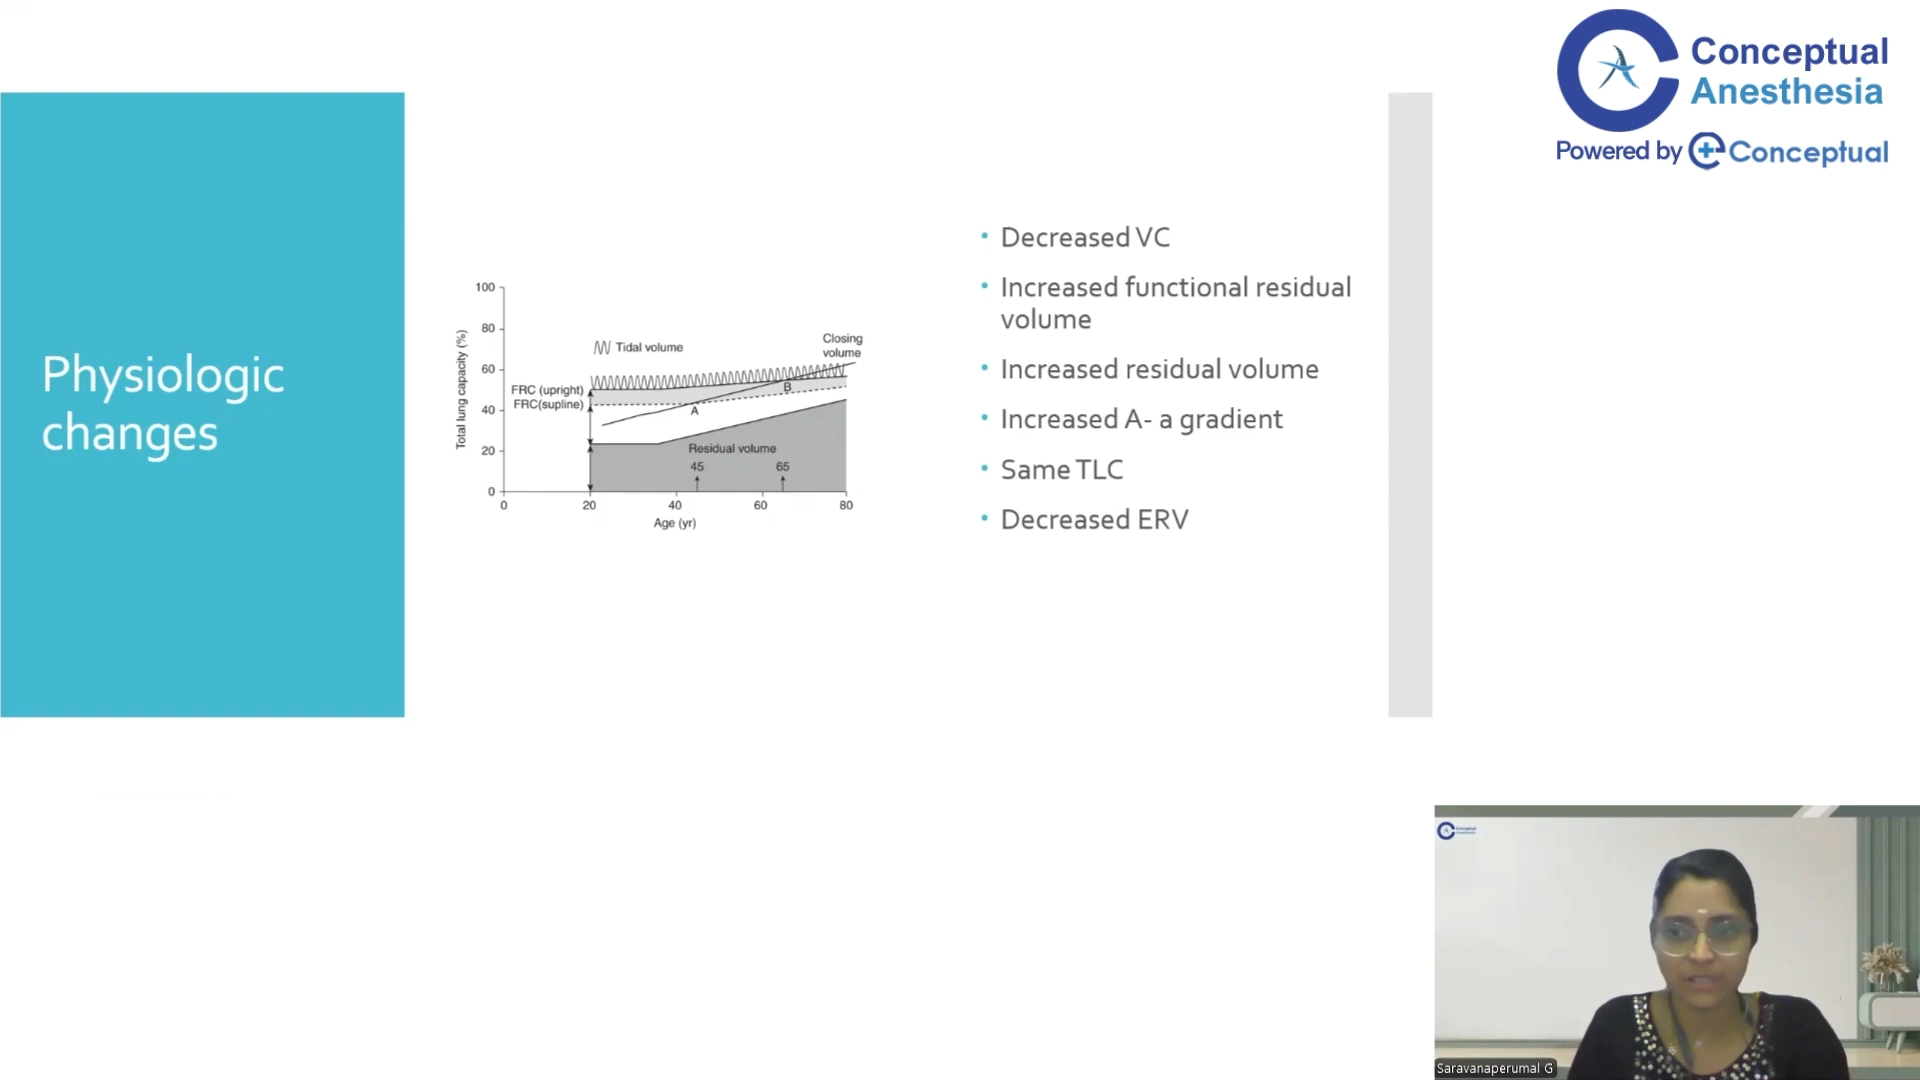 Conceptual
Anesthesia
Powered by Conceptual
Physiologic
changes
100
80
60
40
20
0
Total lung capacity (%)
Tidal volume
Closing
volume
FRC (upright)
FRC(supline)
A
B
Residual volume
45
65
0
20
40
60
80
Age (yr)
• Decreased VC
• Increased functional residual
volume
• Increased residual volume
• Increased A- a gradient
• Same TLC
• Decreased ERV
Saravanaperumal G